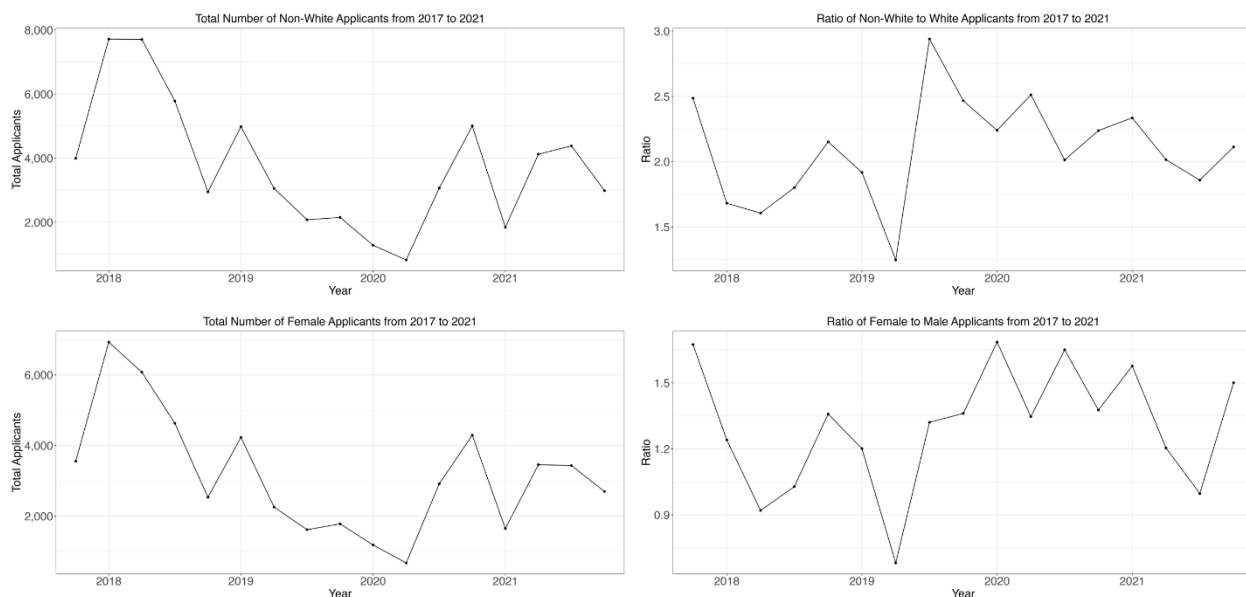 Total Number of Non-White Applicants from 2017 to 2021
8,000
6,000
4,000
2,000
Total Applicants
2018 2019 2020 2021
Year
Ratio of Non-White to White Applicants from 2017 to 2021
3.0
2.5
2.0
1.5
Ratio
2018 2019 2020 2021
Year
Total Number of Female Applicants from 2017 to 2021
6,000
4,000
2,000
Total Applicants
2018 2019 2020 2021
Year
Ratio of Female to Male Applicants from 2017 to 2021
1.5
1.2
0.9
Ratio
2018 2019 2020 2021
Year